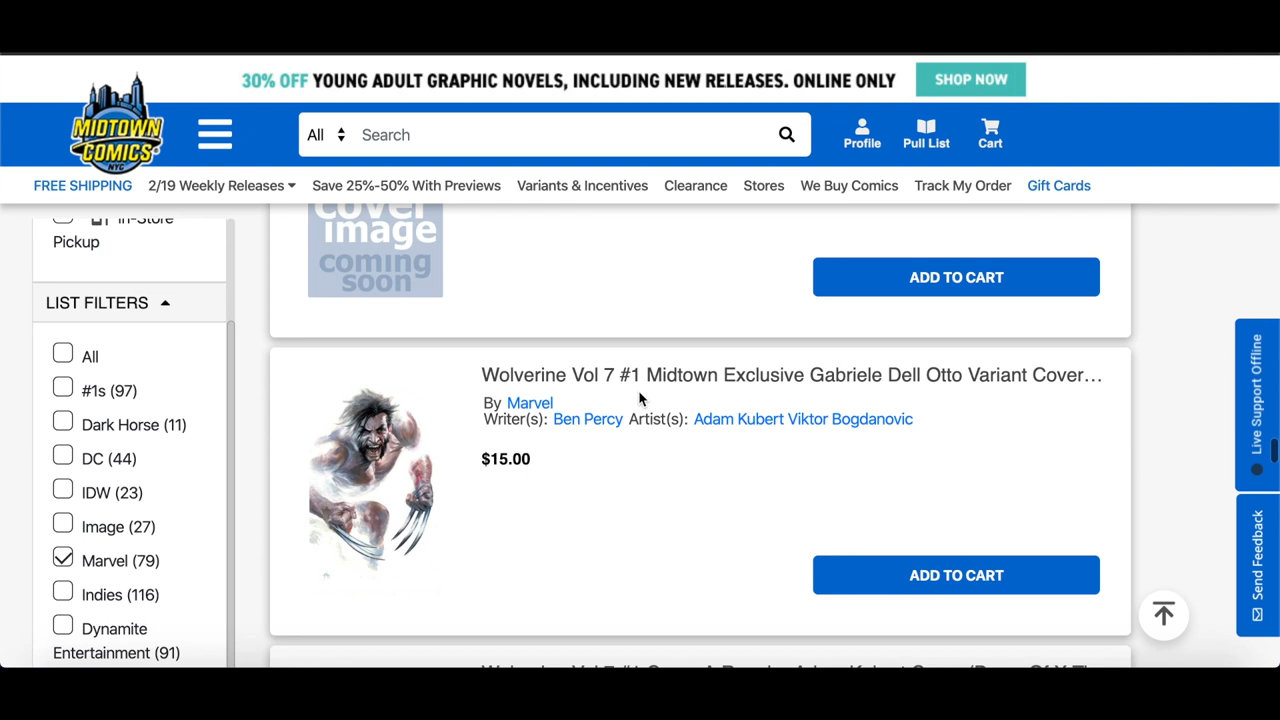 30% OFF YOUNG ADULT GRAPHIC NOVELS, INCLUDING NEW RELEASES. ONLINE ONLY SHOP NOW
MIDTOWN
COMICS
NYC
All Search
Profile Pull List Cart
FREE SHIPPING 2/19 Weekly Releases Save 25%-50% With Previews Variants & Incentives Clearance Stores We Buy Comics Track My Order Gift Cards
In-Store
Pickup
LIST FILTERS
All
#1s (97)
Dark Horse (11)
DC (44)
IDW (23)
Image (27)
Marvel (79)
Indies (116)
Dynamite
Entertainment (91)
cover
image
coming
soon
ADD TO CART
Wolverine Vol 7 #1 Midtown Exclusive Gabriele Dell Otto Variant Cover...
By Marvel
Writer(s): Ben Percy Artist(s): Adam Kubert Viktor Bogdanovic
$15.00
ADD TO CART
Live Support Offline
Send Feedback